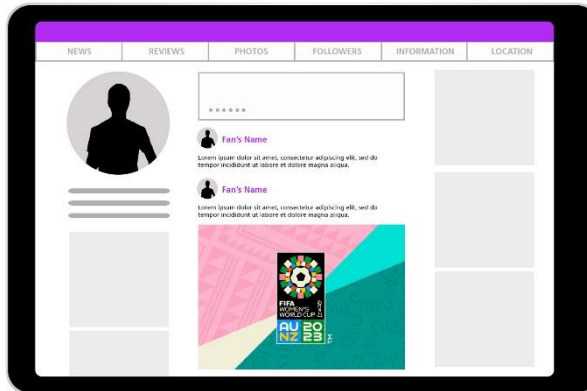 NEWS REVIEWS PHOTOS FOLLOWERS INFORMATION LOCATION
Fan's Name
Lorem ipsum dolor sit amet, consectetur adipiscing elit, sed do
tempor incididunt ut labore et dolore magna aliqua.
Fan's Name
Lorem ipsum dolor sit amet, consectetur adipiscing elit, sed do
tempor incididunt ut labore et dolore magna aliqua.
FIFA
WOMEN'S
WORLD CUP
AU 20
NZ 23
TM